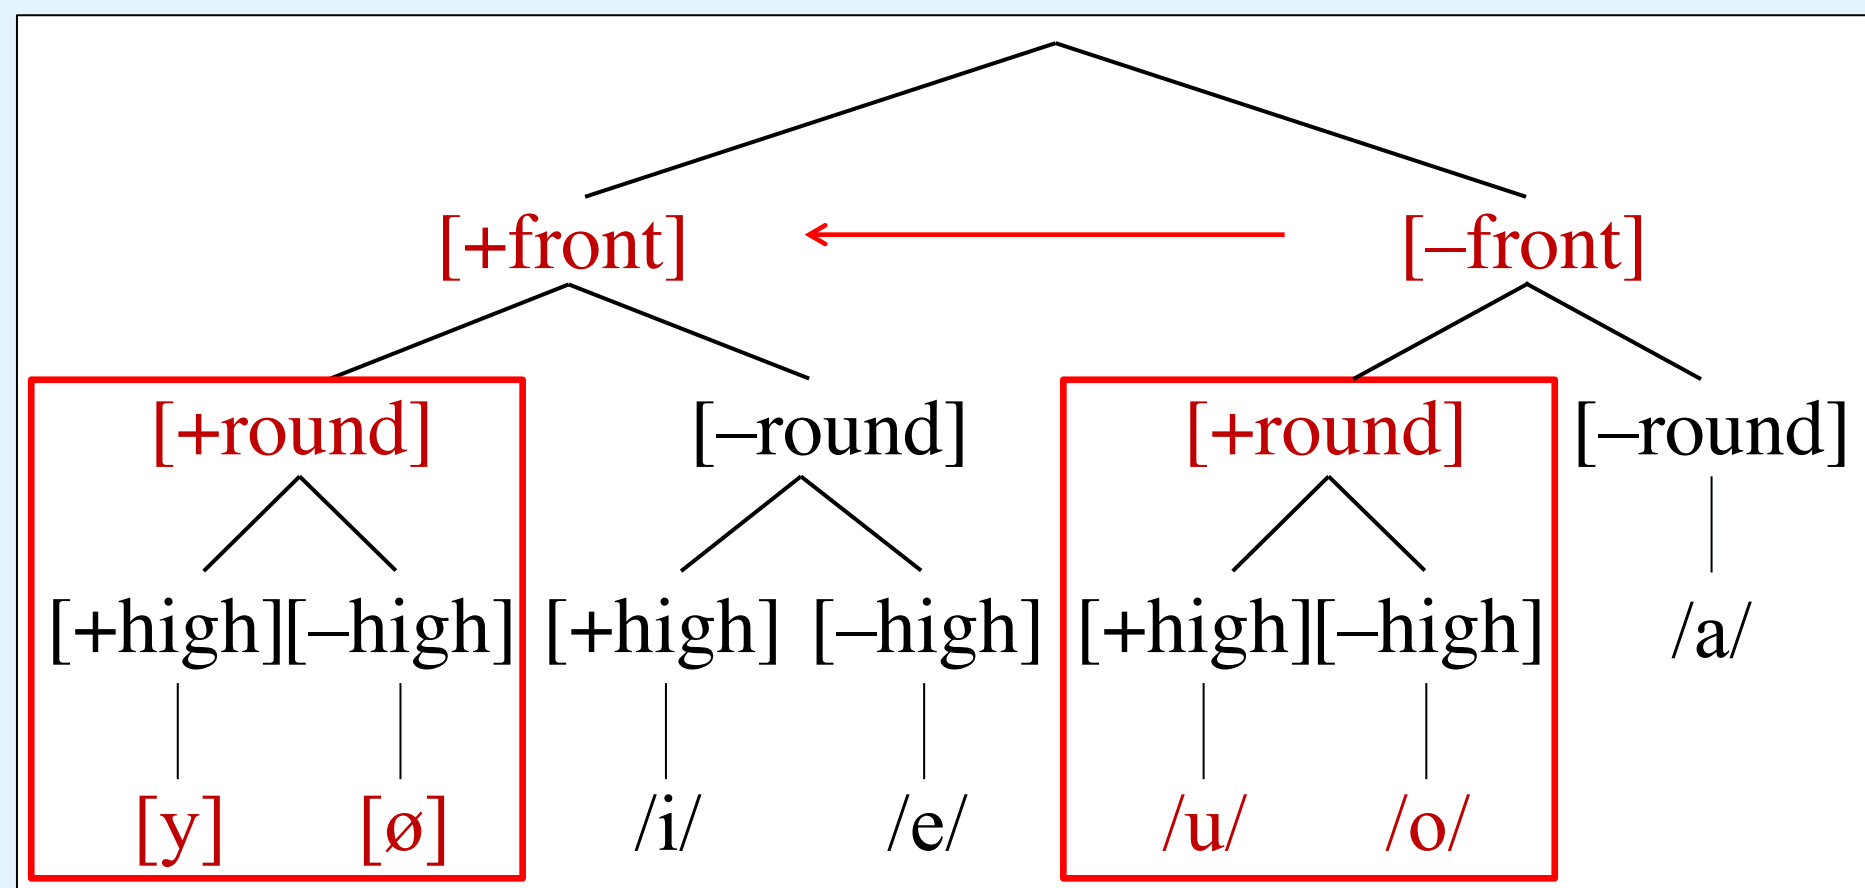 [+front] [–front]
[+round] [–round] [+round] [–round]
[+high][–high] [+high] [–high] [+high][–high] /a/
[y] [ø] /i/ /e/ /u/ /o/